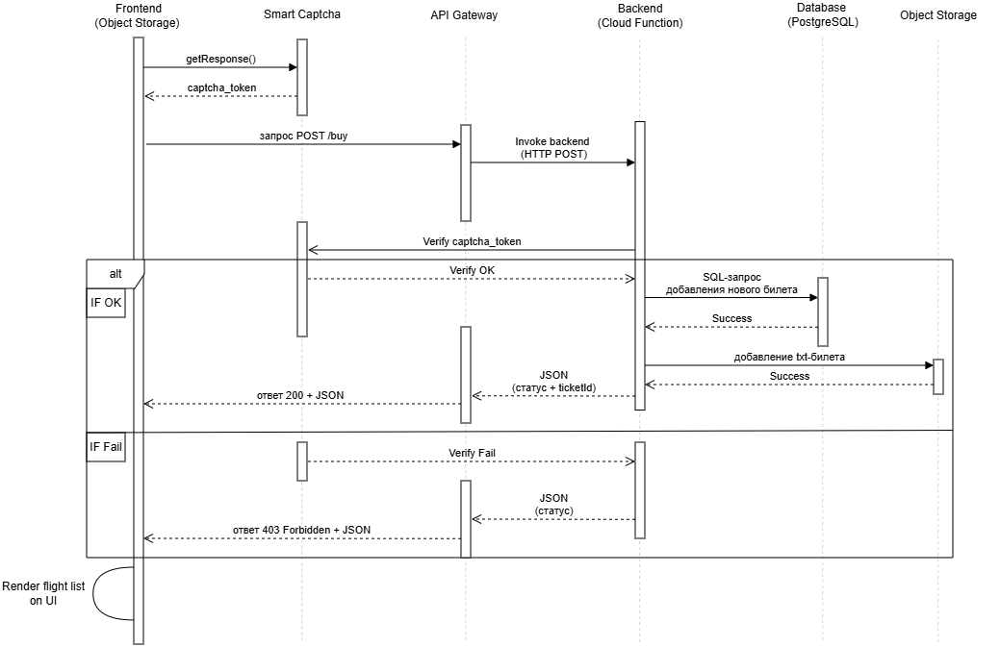 Frontend
(Object Storage)
Smart Captcha
API Gateway
Backend
(Cloud Function)
Database
(PostgreSQL)
Object Storage
getResponse()
captcha_token
запрос POST /buy
Invoke backend
(HTTP POST)
Verify captcha_token
alt
Verify OK
IF OK
SQL-запрос
добавления нового билета
Success
добавление txt-билета
Success
JSON
(статус + ticketId)
ответ 200 + JSON
IF Fail
Verify Fail
JSON
(статус)
ответ 403 Forbidden + JSON
Render flight list
on UI